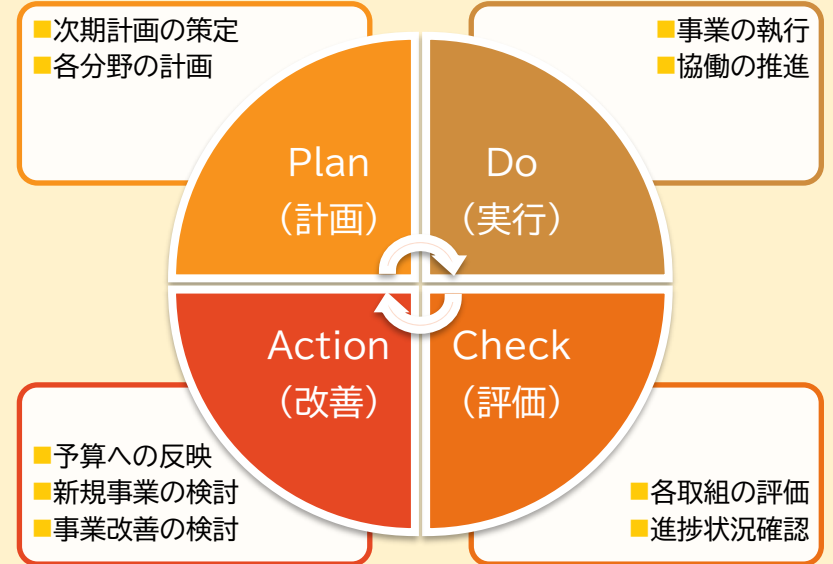 ■次期計画の策定
■各分野の計画
■事業の執行
■協働の推進
Plan
（計画）
Do
（実行）
Action
（改善）
Check
（評価）
■予算への反映
■新規事業の検討
■事業改善の検討
■各取組の評価
■進捗状況確認